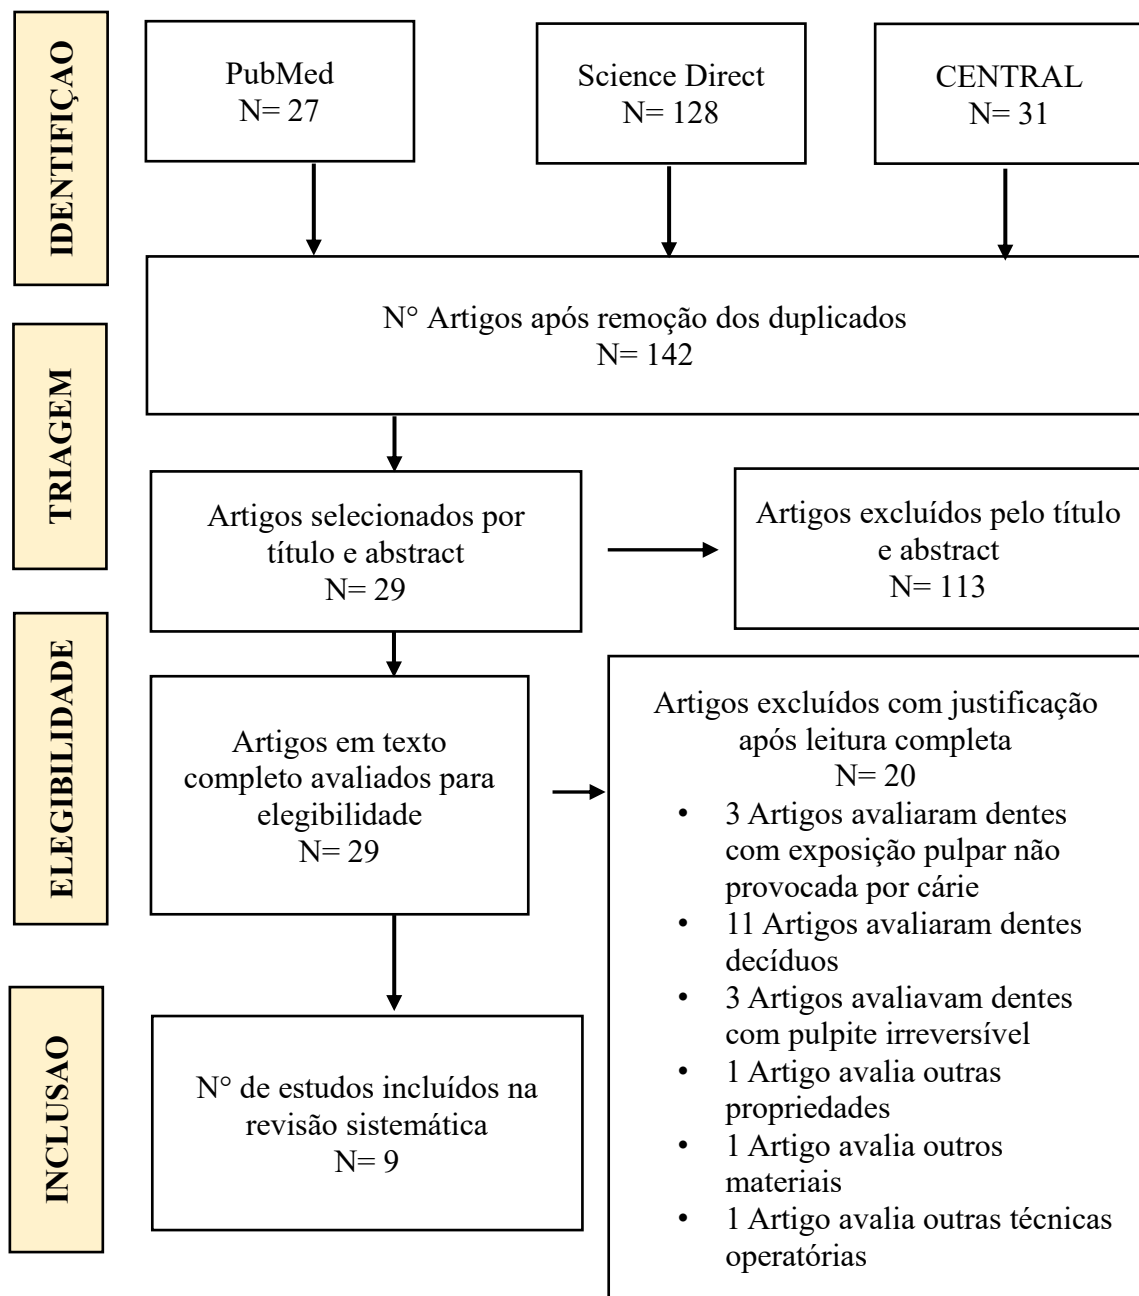 IDENTIFIÇAO
PubMed
N= 27
Science Direct
N= 128
CENTRAL
N= 31
N° Artigos após remoção dos duplicados
N= 142
TRIAGEM
Artigos selecionados por
título e abstract
N= 29
Artigos excluídos pelo título
e abstract
N= 113
ELEGIBILIDADE
Artigos em texto
completo avaliados para
elegibilidade
N= 29
Artigos excluídos com justificação
após leitura completa
N= 20
• 3 Artigos avaliaram dentes
com exposição pulpar não
provocada por cárie
• 11 Artigos avaliaram dentes
decíduos
• 3 Artigos avaliavam dentes
com pulpite irreversível
• 1 Artigo avalia outras
propriedades
• 1 Artigo avalia outros
materiais
• 1 Artigo avalia outras técnicas
operatórias
INCLUSAO
N° de estudos incluídos na
revisão sistemática
N= 9